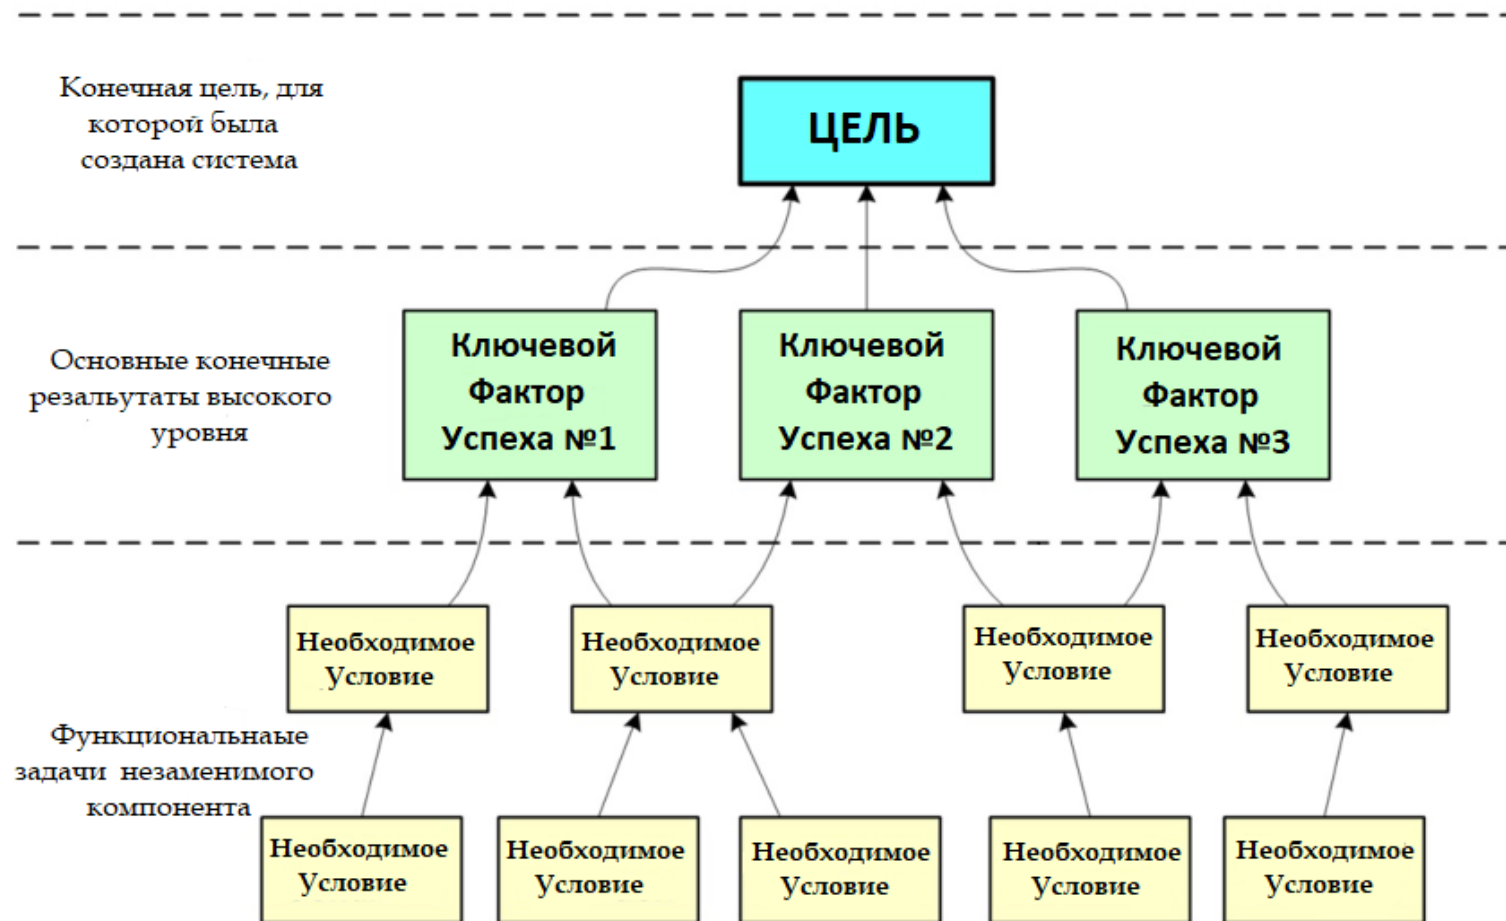 Конечная цель, для
которой была
создана система
ЦЕЛЬ
Основные конечные
резальутаты высокого
уровня
Ключевой
Фактор
Успеха №1
Ключевой
Фактор
Успеха №2
Ключевой
Фактор
Успеха №3
Функциональнаые
задачи незаменимого
компонента
Необходимое
Условие
Необходимое
Условие
Необходимое
Условие
Необходимое
Условие
Необходимое
Условие
Необходимое
Условие
Необходимое
Условие
Необходимое
Условие
Необходимое
Условие